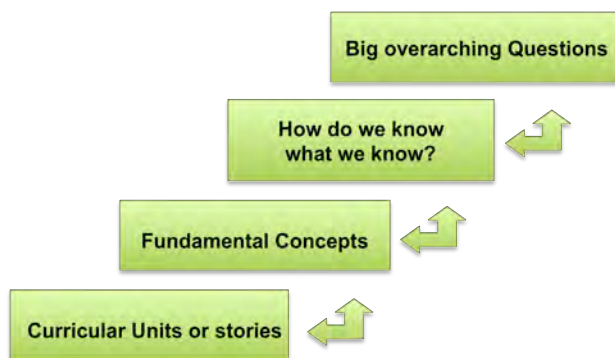 Big overarching Questions
How do we know
what we know?
Fundamental Concepts
Curricular Units or stories